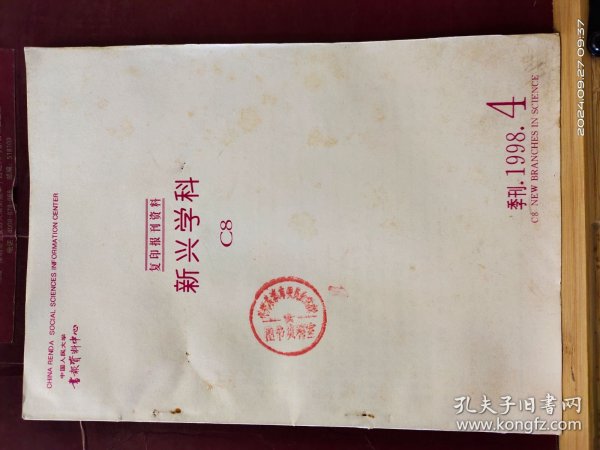 CHINA RENDA SOCIAL SCIENCES INFORMATION CENTER
中国人民大学
书报资料中心
复印报刊资料
新兴学科
C8
季刊.1998.4
C8 NEW BRANCHES IN SCIENCE
图书资料室
2024.09.27 09:37
孔夫子旧书网
www.kongfz.com